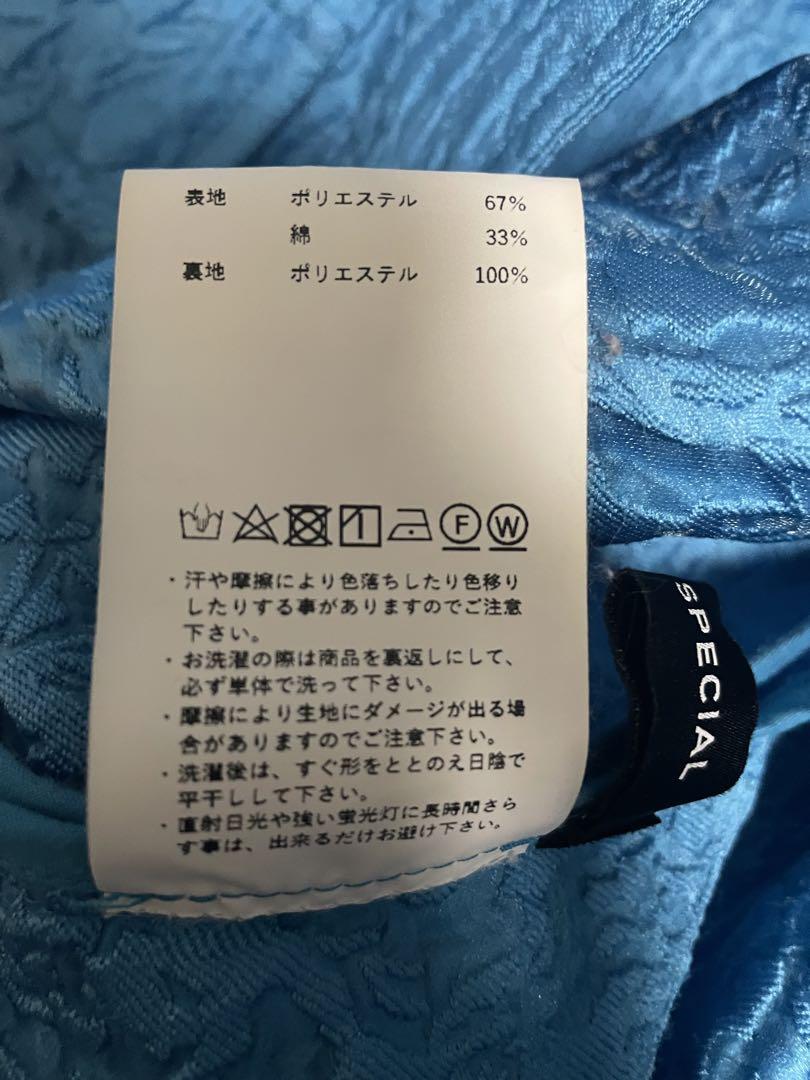 表地 ポリエステル 67%
綿 33%
裏地 ポリエステル 100%
F W
・汗や摩擦により色落ちしたり色移り
したりする事がありますのでご注意
下さい。
・お洗濯の際は商品を裏返しにして、
必ず単体で洗って下さい。
・摩擦により生地にダメージが出る場
合がありますのでご注意下さい。
・洗濯後は、すぐ形をととのえ日陰で
平干しして下さい。
・直射日光や強い蛍光灯に長時間さら
す事は、出来るだけお避け下さい。
SPECIAL